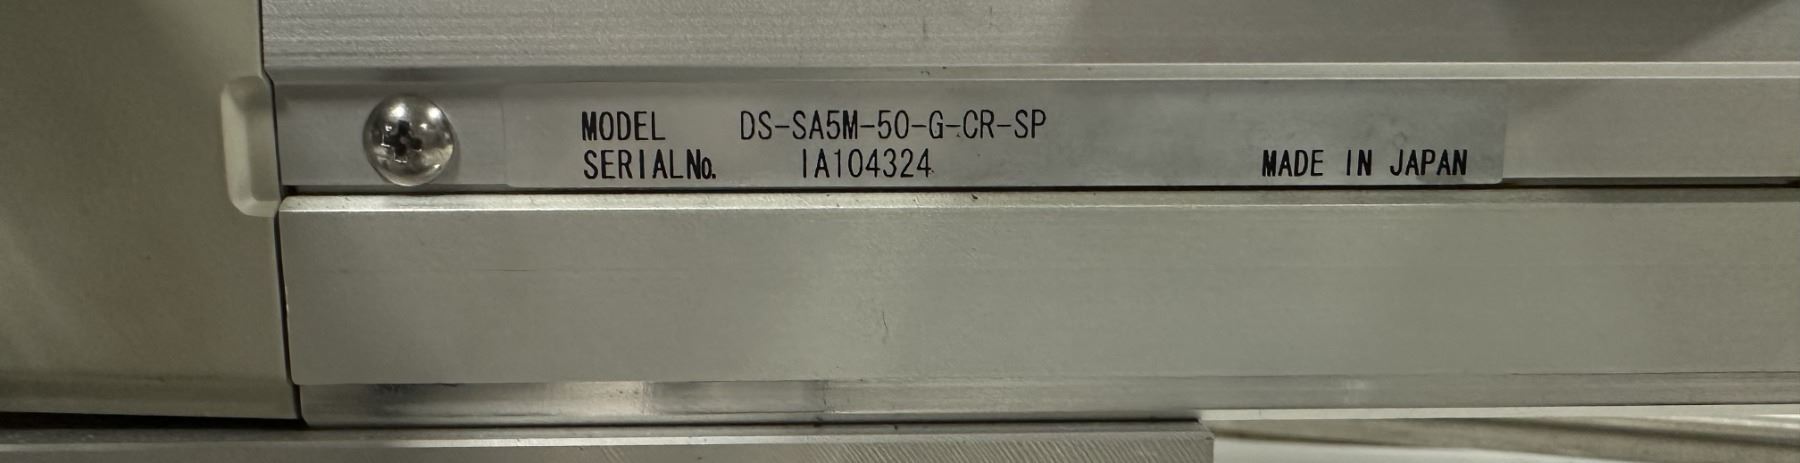 MODEL DS-SA5M-50-G-CR-SP
SERIALNo. IA104324
MADE IN JAPAN